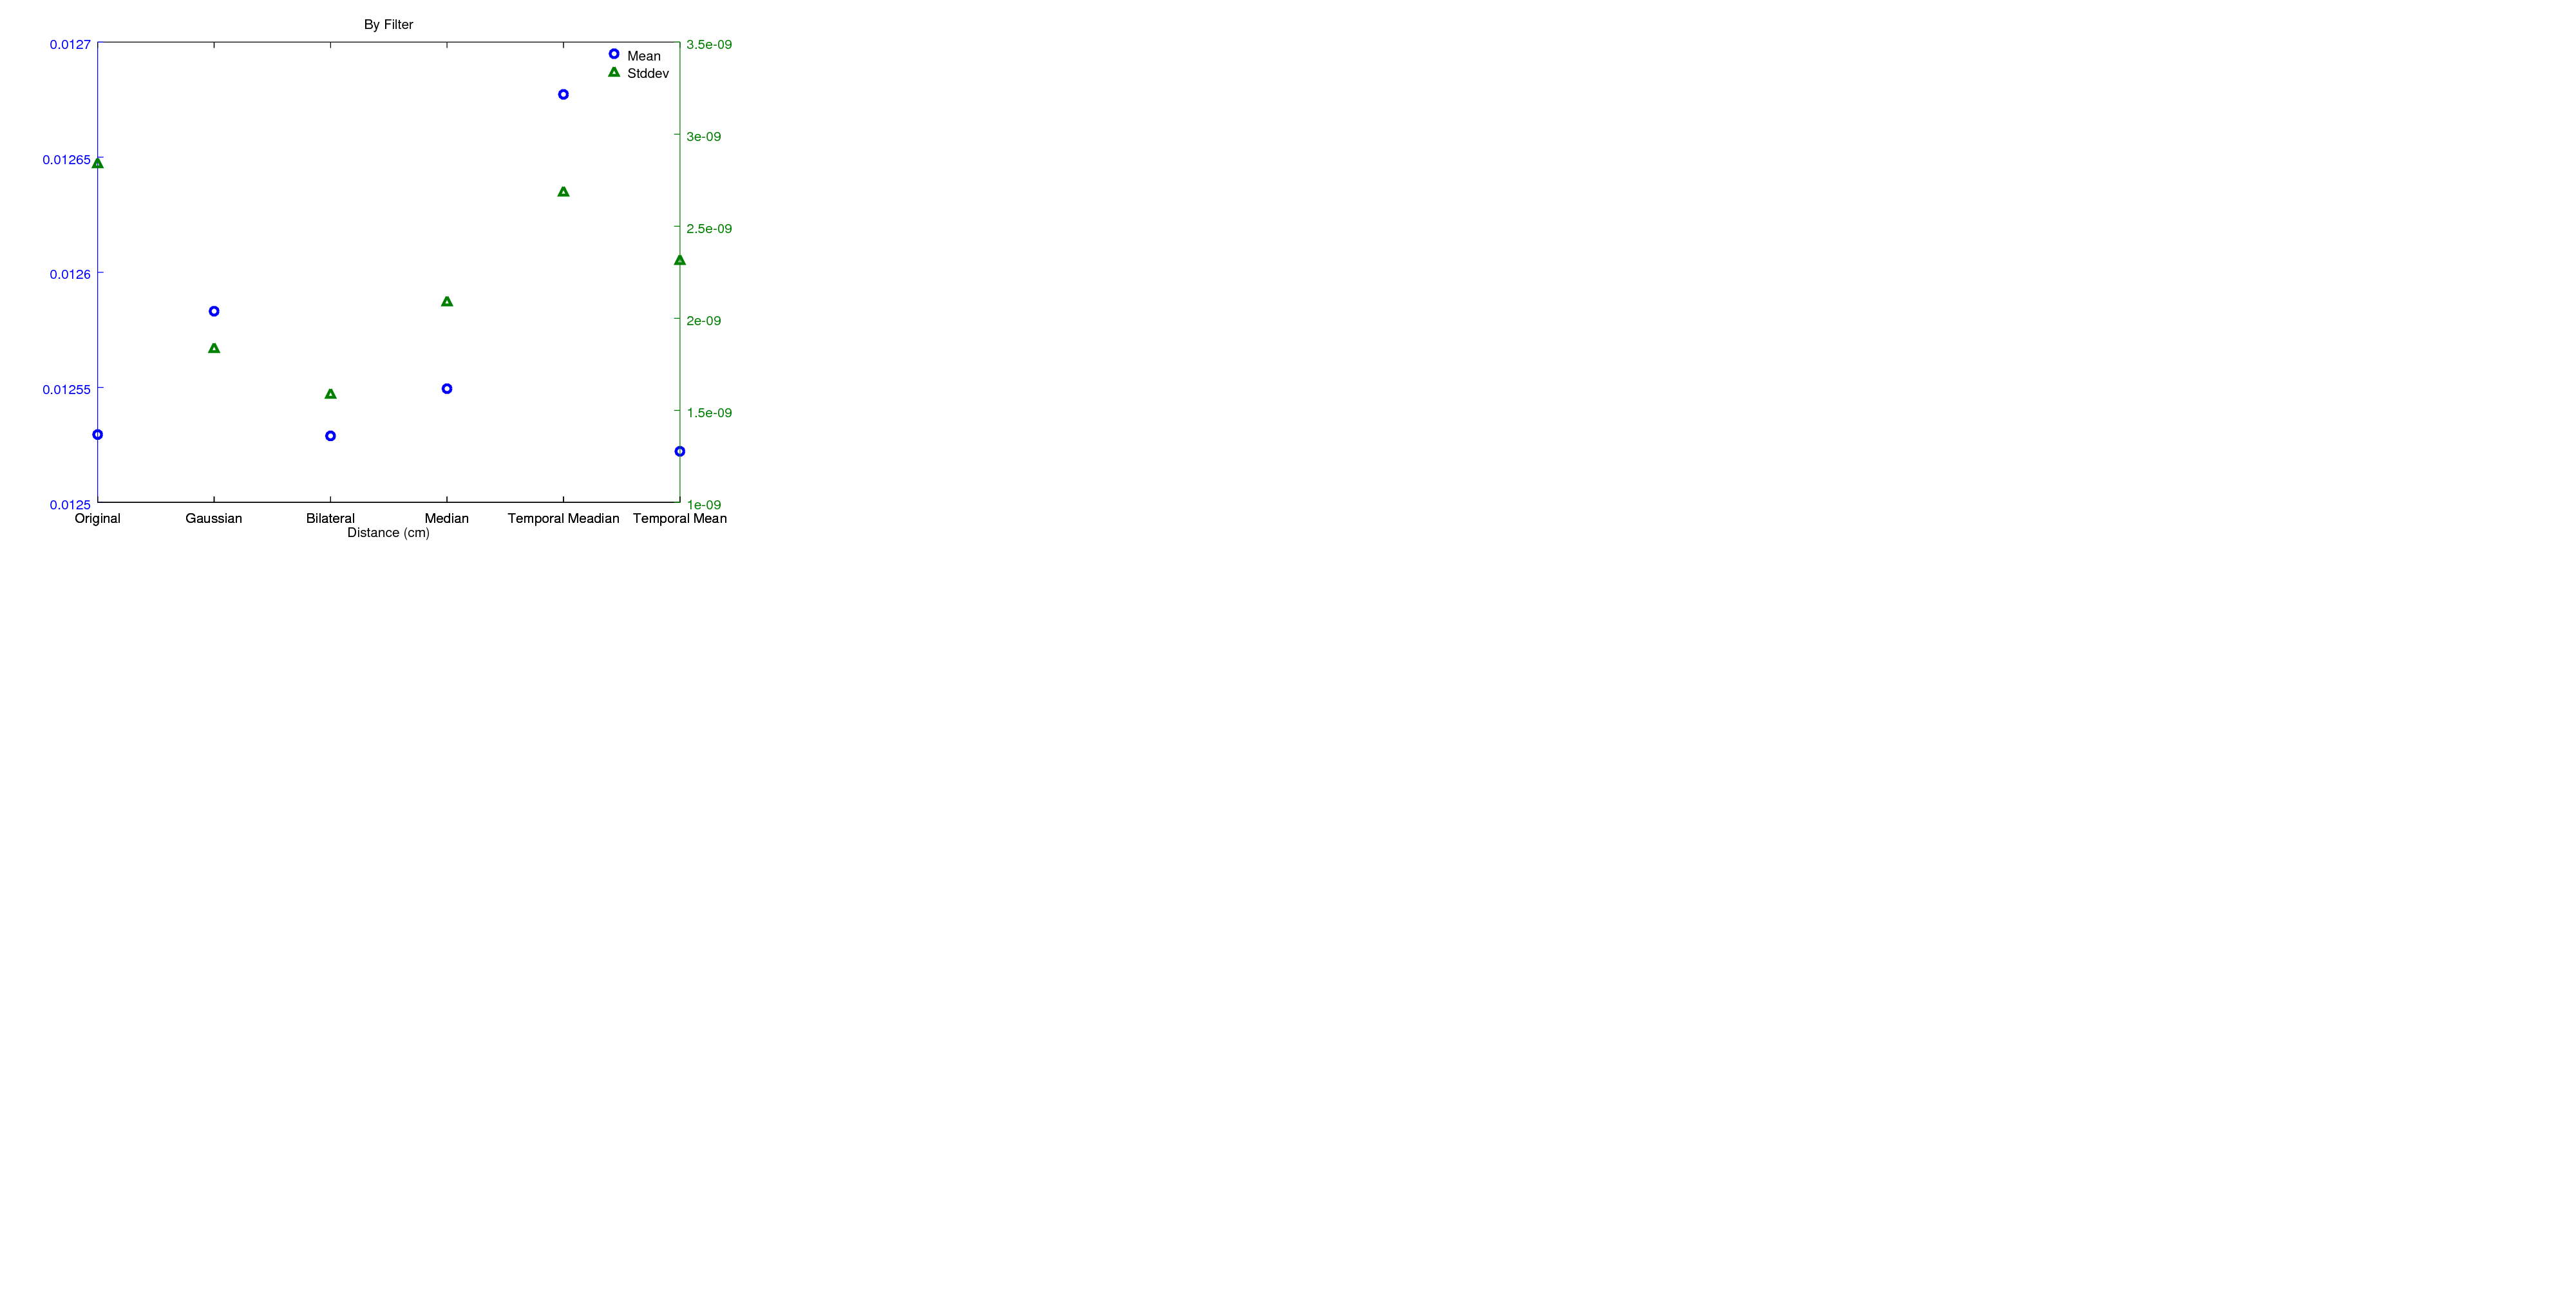 By Filter
0.0127
3.5e-09
Mean
Stddev
3e-09
0.01265
2.5e-09
0.0126
2e-09
0.01255
1.5e-09
0.0125
1e-09
Original Gaussian Bilateral Median Temporal Meadian Temporal Mean
Distance (cm)